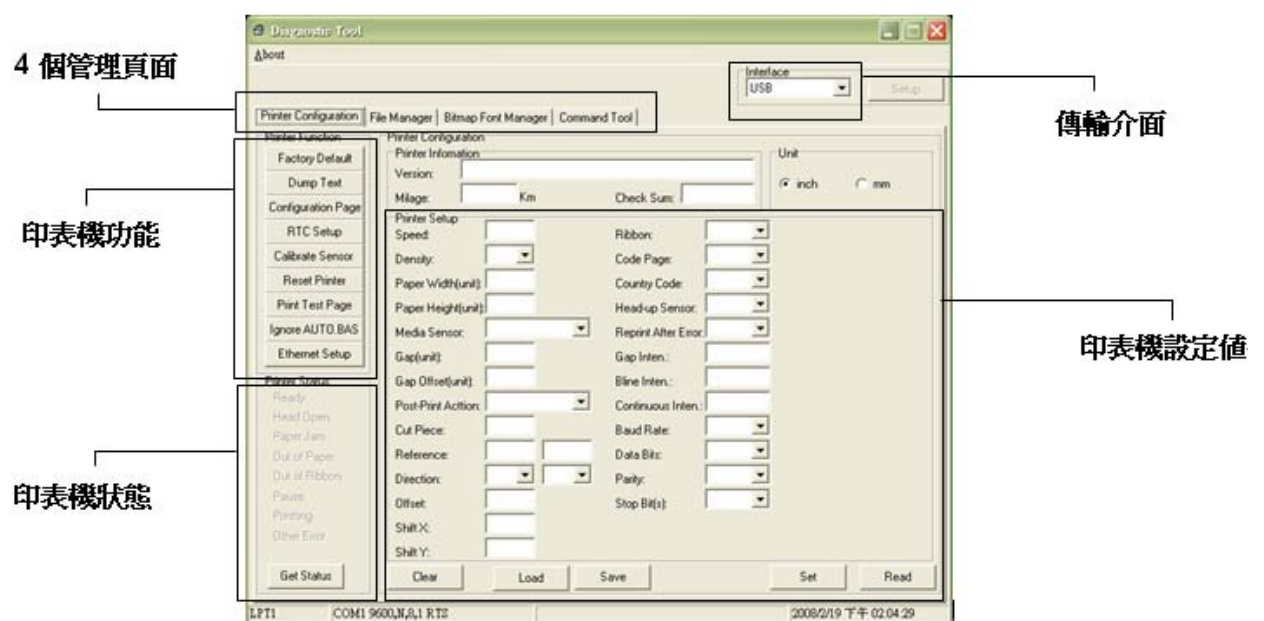 Diagnostic Tool
About
4 個管理頁面
Interface
USB
Setup
傳輸介面
Printer Configuration
File Manager
Bitmap Font Manager
Command Tool
Printer Function
Factory Default
Dump Text
Configuration Page
RTC Setup
Calibrate Sensor
Reset Printer
Print Test Page
Ignore AUTO.BAS
Ethernet Setup
印表機功能
Printer Configuration
Printer Infomation
Version:
Milage:
Km
Check Sum:
Unit
inch
mm
Printer Setup
Speed:
Density:
Paper Width(unit):
Paper Height(unit):
Media Sensor:
Gap(unit):
Gap Offset(unit):
Post-Print Acttion:
Cut Piece:
Reference:
Direction:
Offset:
Shift X:
Shift Y:
Ribbon:
Code Page:
Country Code:
Head-up Sensor:
Reprint After Error:
Gap Inten.:
Bline Inten.:
Continuous Inten.:
Baud Rate:
Data Bits:
Parity:
Stop Bit(s):
印表機設定値
Printer Status
Ready
Head Open
Paper Jam
Out of Paper
Out of Ribbon
Pause
Printing
Other Error
Get Status
印表機狀態
Clear
Load
Save
Set
Read
LPT1
COM1 9600,N,8,1 RTS
2008/2/19 下午 02:04:29